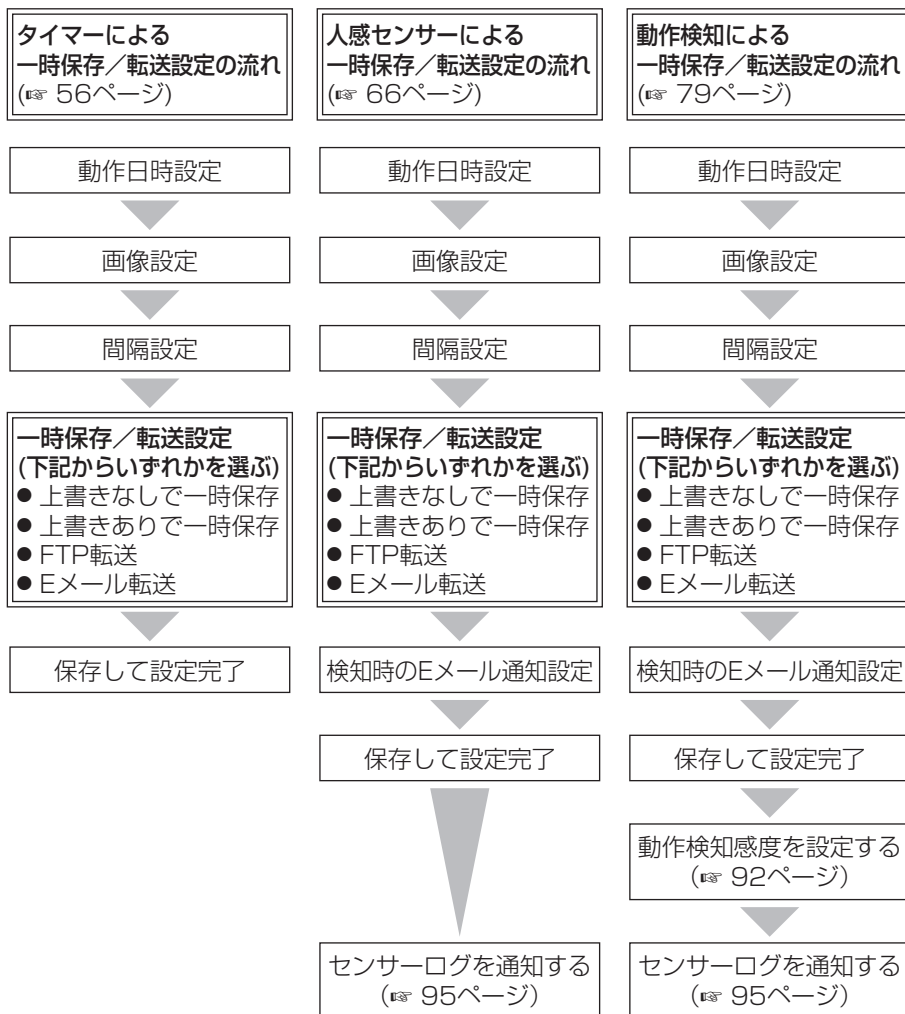 タイマーによる
一時保存／転送設定の流れ
(☞ 56ページ)
動作日時設定
画像設定
間隔設定
一時保存／転送設定
(下記からいずれかを選ぶ)
● 上書きなしで一時保存
● 上書きありで一時保存
● FTP転送
● Eメール転送
保存して設定完了
人感センサーによる
一時保存／転送設定の流れ
(☞ 66ページ)
動作日時設定
画像設定
間隔設定
一時保存／転送設定
(下記からいずれかを選ぶ)
● 上書きなしで一時保存
● 上書きありで一時保存
● FTP転送
● Eメール転送
検知時のEメール通知設定
保存して設定完了
センサーログを通知する
(☞ 95ページ)
動作検知による
一時保存／転送設定の流れ
(☞ 79ページ)
動作日時設定
画像設定
間隔設定
一時保存／転送設定
(下記からいずれかを選ぶ)
● 上書きなしで一時保存
● 上書きありで一時保存
● FTP転送
● Eメール転送
検知時のEメール通知設定
保存して設定完了
動作検知感度を設定する
(☞ 92ページ)
センサーログを通知する
(☞ 95ページ)